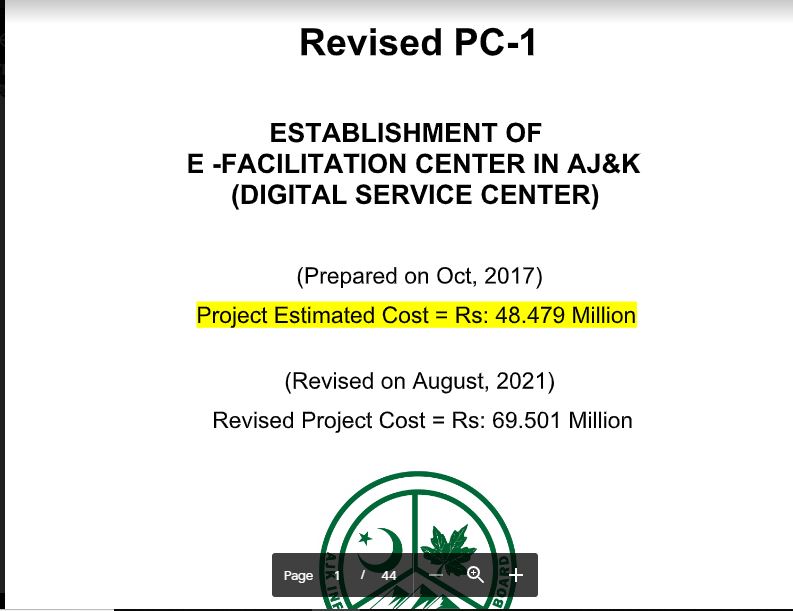 Revised PC-1
ESTABLISHMENT OF
E -FACILITATION CENTER IN AJ&K
(DIGITAL SERVICE CENTER)
(Prepared on Oct, 2017)
Project Estimated Cost = Rs: 48.479 Million
(Revised on August, 2021)
Revised Project Cost = Rs: 69.501 Million
AJK
BOARD
Page 1 / 44